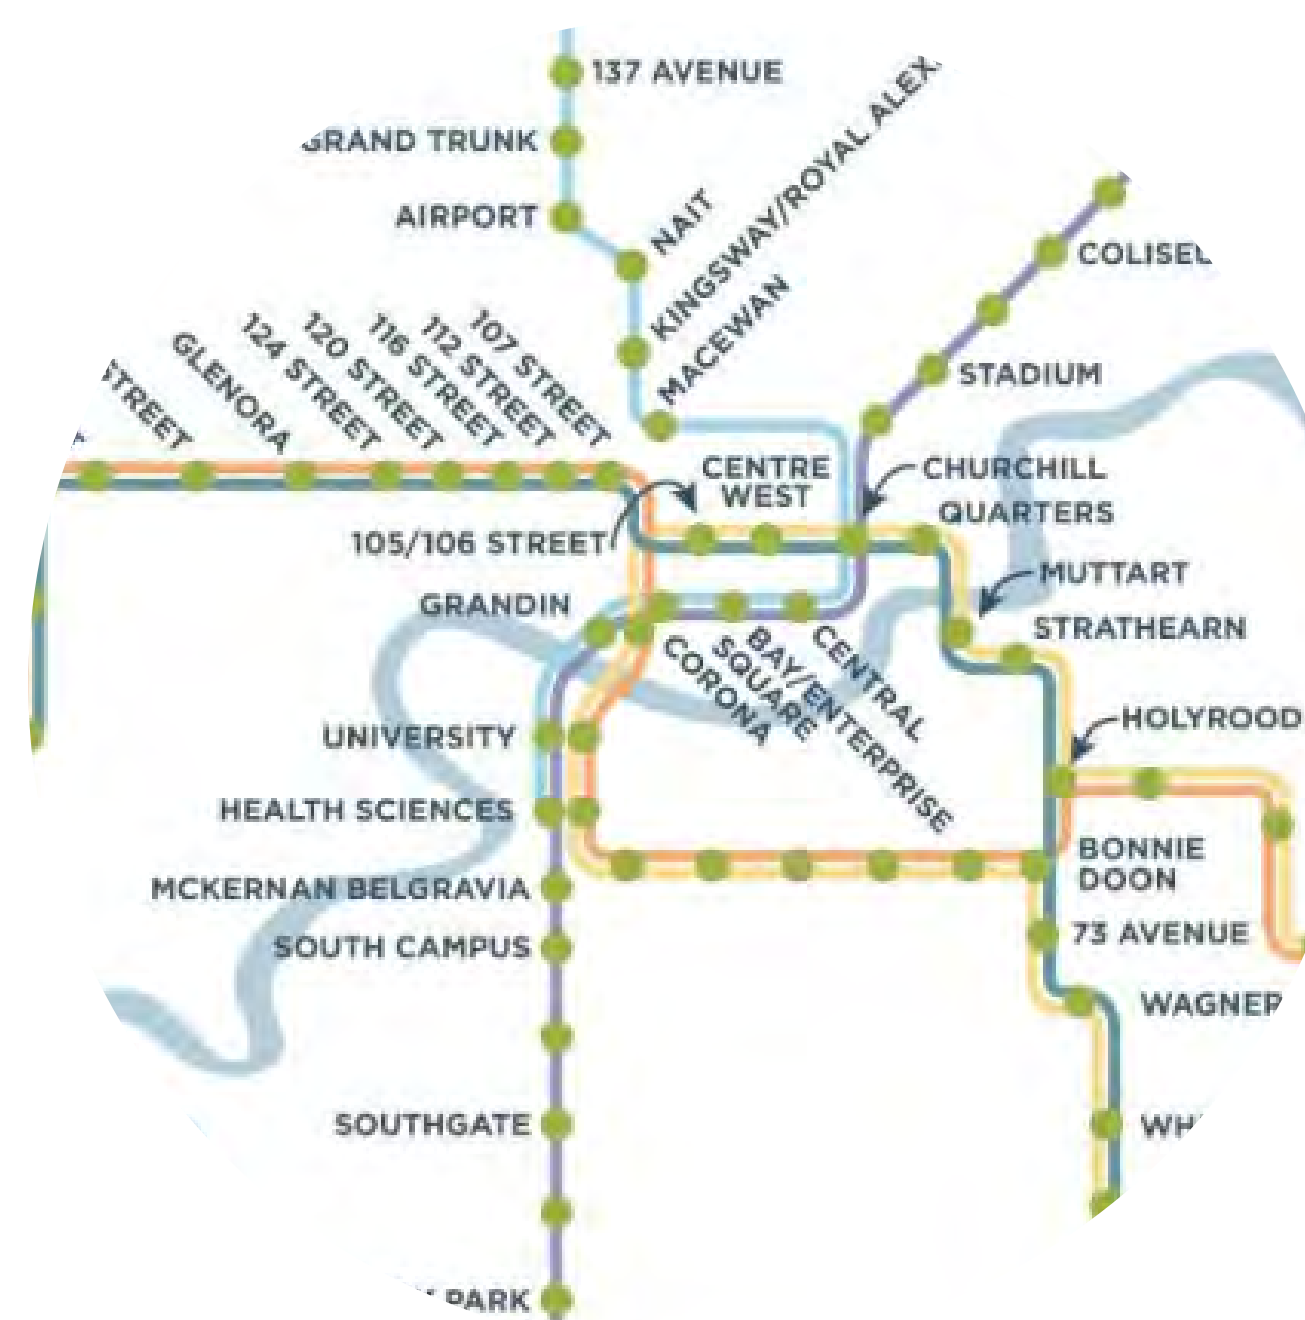 137 AVENUE
GRAND TRUNK
AIRPORT
NAIT
KINGSWAY/ROYAL ALEX
MACEWAN
STADIUM
STREET
GLENORA
124 STREET
120 STREET
116 STREET
112 STREET
107 STREET
CENTRE
WEST
CHURCHILL
QUARTERS
105/106 STREET
MUTTART
GRANDIN
STRATHEARN
CORONA
BAY/ENTERPRISE
SQUARE
CENTRAL
HOLYROOD
UNIVERSITY
HEALTH SCIENCES
BONNIE
DOON
MCKERNAN BELGRAVIA
73 AVENUE
SOUTH CAMPUS
WAGNER
SOUTHGATE
PARK